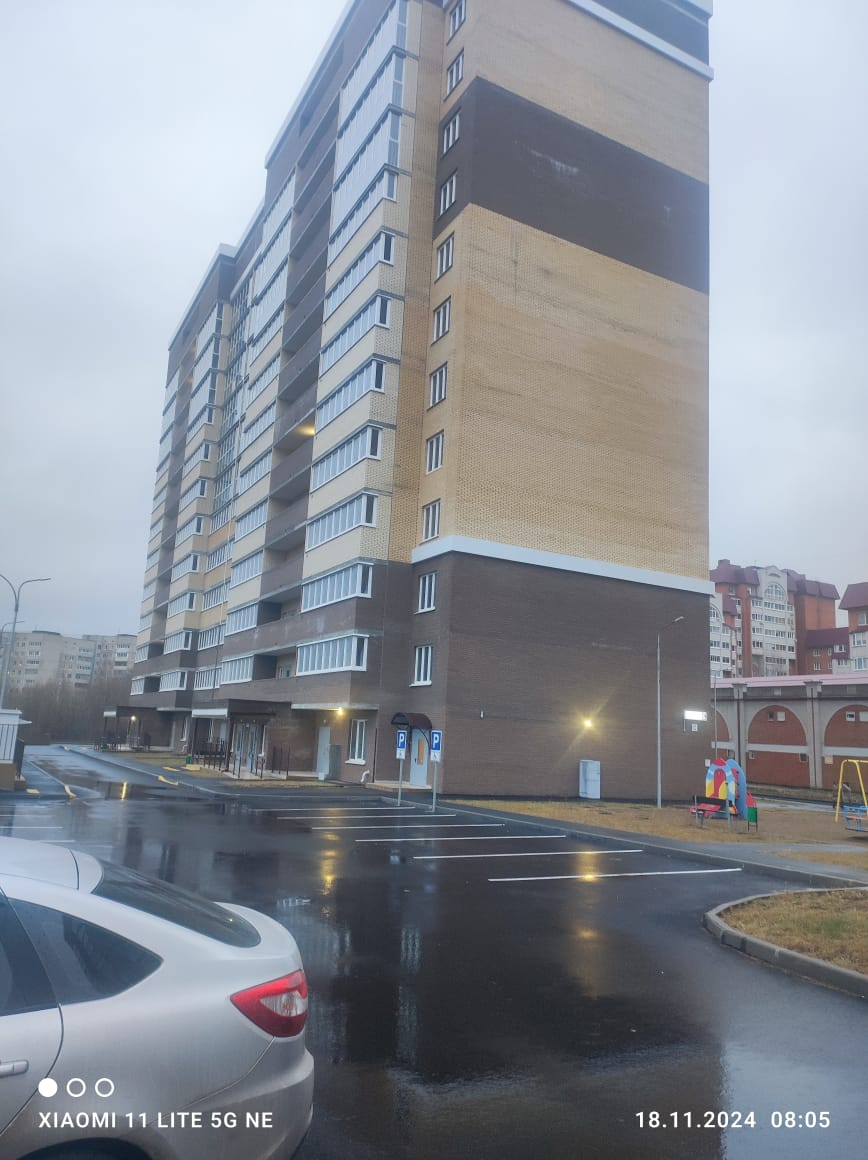 P
P
XIAOMI 11 LITE 5G NE
18.11.2024 08:05